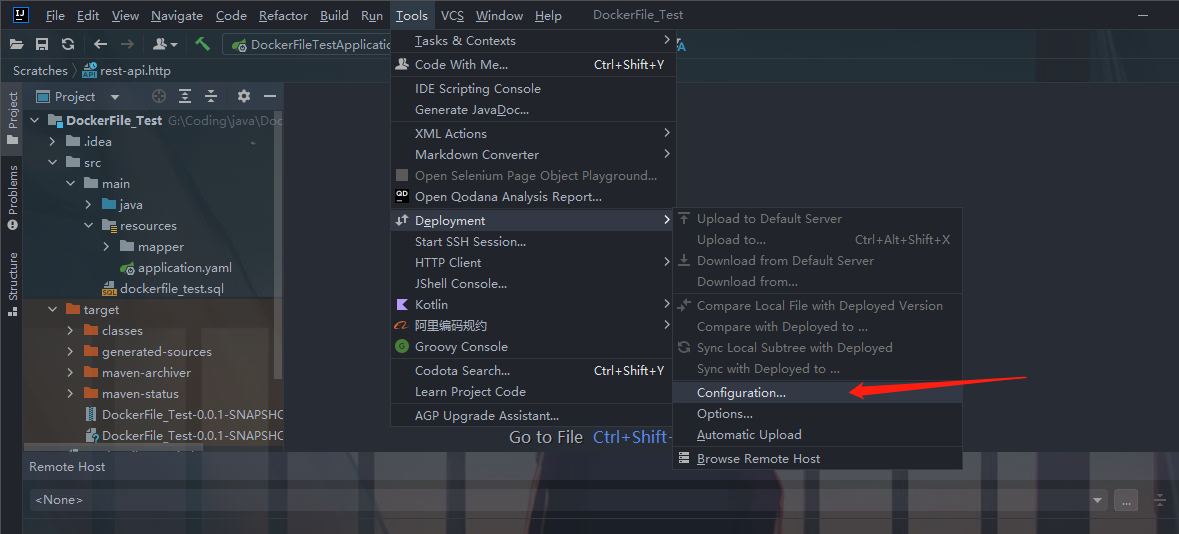 IJ File Edit View Navigate Code Refactor Build Run Tools VCS Window Help DockerFile_Test
DockerFileTestApplication
Scratches rest-api.http
Project
Problems
Structure
Project
DockerFile_Test G:\Coding\java\Doc
.idea
src
main
java
resources
mapper
application.yaml
dockerfile_test.sql
target
classes
generated-sources
maven-archiver
maven-status
DockerFile_Test-0.0.1-SNAPSHO
DockerFile_Test-0.0.1-SNAPSHO
Tasks & Contexts
Code With Me... Ctrl+Shift+Y
IDE Scripting Console
Generate JavaDoc...
XML Actions
Markdown Converter
Open Selenium Page Object Playground...
QD Open Qodana Analysis Report...
Deployment
Start SSH Session...
HTTP Client
JShell Console...
Kotlin
阿里编码规约
Groovy Console
Codota Search... Ctrl+Shift+Y
Learn Project Code
AGP Upgrade Assistant...
Go to File Ctrl+Shift+
Upload to Default Server
Upload to... Ctrl+Alt+Shift+X
Download from Default Server
Download from...
Compare Local File with Deployed Version
Compare with Deployed to ...
Sync Local Subtree with Deployed
Sync with Deployed to ...
Configuration...
Options...
Automatic Upload
Browse Remote Host
Remote Host
<None>
...